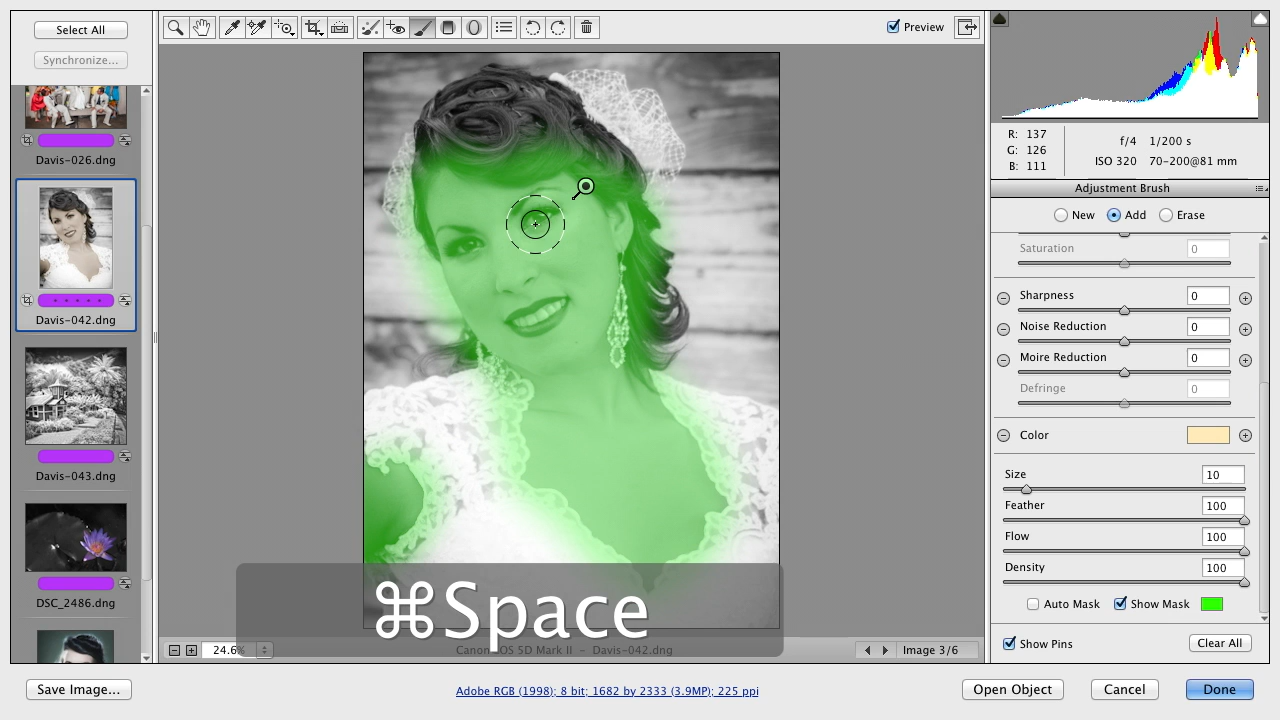 Select All
Synchronize...
Davis-026.dng
Davis-042.dng
Davis-043.dng
DSC_2486.dng
Preview
⌘Space
24.6%
Canon EOS 5D Mark II – Davis-042.dng
Image 3/6
Save Image...
Adobe RGB (1998); 8 bit; 1682 by 2333 (3.9MP); 225 ppi
Open Object
Cancel
Done
R: 137
G: 126
B: 111
f/4 1/200 s
ISO 320 70-200@81 mm
Adjustment Brush
New Add Erase
Saturation 0
Sharpness 0
Noise Reduction 0
Moire Reduction 0
Defringe 0
Color
Size 10
Feather 100
Flow 100
Density 100
Auto Mask Show Mask
Show Pins Clear All